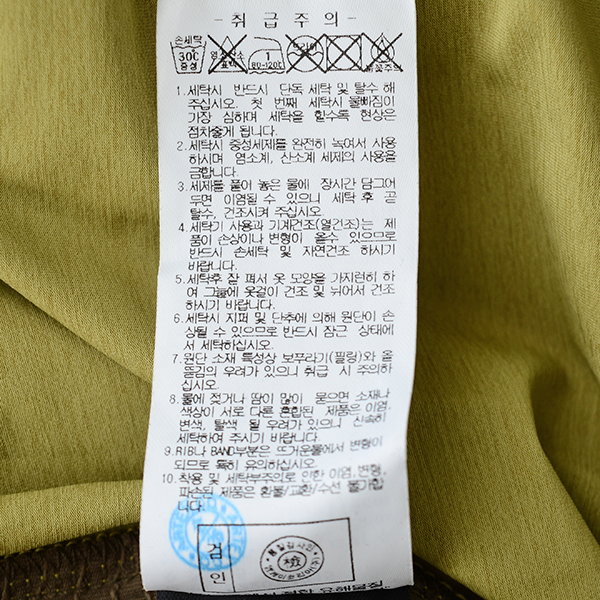 - 취급주의 -
손세탁
30℃
중성
1
80-120℃
1. 세탁시 반드시 단독 세탁 및 탈수 해
주십시오. 첫 번째 세탁시 물빠짐이
가장 심하며 세탁을 할수록 현상은
점차줄게 됩니다.
2. 세탁시 중성세제를 완전히 녹여서 사용
하시며 염소계, 산소계 세제의 사용을
금합니다.
3. 세제를 풀어 놓은 물에 장시간 담그어
두면 이염될 수 있으니 세탁 후 곧
탈수, 건조시켜 주십시오.
4. 세탁기 사용과 기계건조(열건조)는 제
품이 손상이나 변형이 올수 있으므로
반드시 손세탁 및 자연건조 하시기
바랍니다.
5. 세탁후 잘 펴서 옷 모양을 가지런히 하
여 그늘에 옷걸이 건조 및 뉘어서 건조
하시기 바랍니다.
6. 세탁시 지퍼 및 단추에 의해 원단이 손
상될 수 있으므로 반드시 잠근 상태에
서 세탁하십시오.
7. 원단 소재 특성상 보푸라기(필링)와 올
뜯김의 우려가 있으니 취급 시 주의하
십시오.
8. 물에 젖거나 땀이 많이 묻으면 소재나
색상이 서로 다른 혼합된 제품은 이염,
변색, 탈색 될 우려가 있으니 신속히
세탁하여 주시기 바랍니다.
9. RIB나 BAND부분은 뜨거운물에서 변형이
되므로 특히 유의하십시오.
10. 착용 및 세탁부주의로 인한 이염,변형,
파손된 제품은 환불/교환/수선 불가합
니다.
검
인
품질검사필